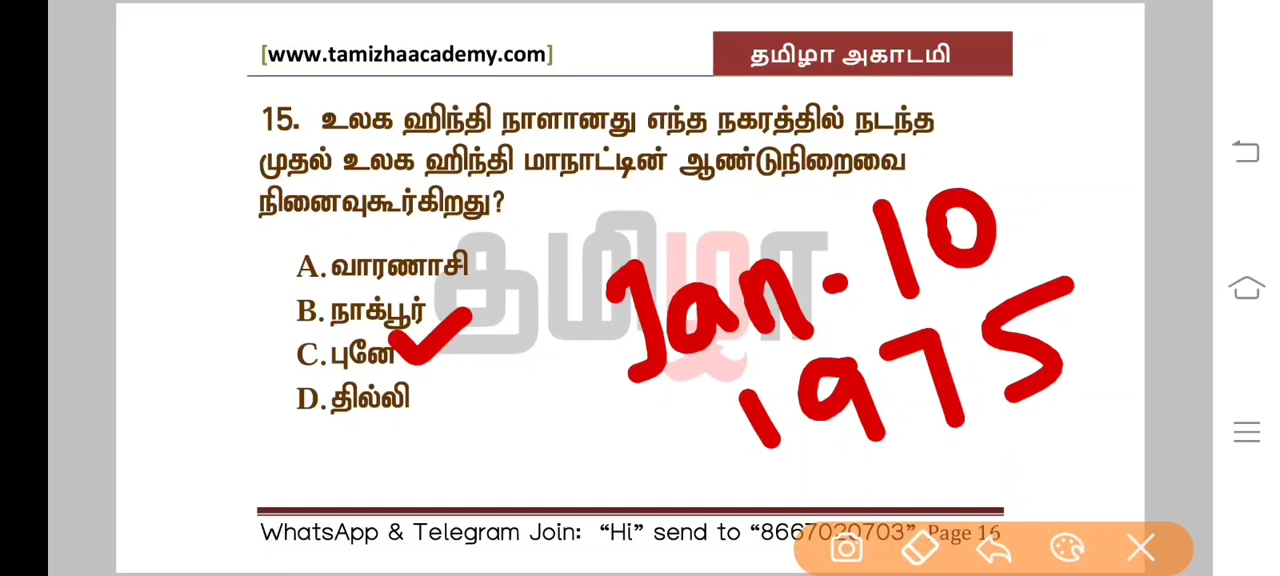 [www.tamizhaacademy.com]
தமிழா அகாடமி
15. உலக ஹிந்தி நாளானது எந்த நகரத்தில் நடந்த
முதல் உலக ஹிந்தி மாநாட்டின் ஆண்டுநிறைவை
நினைவுகூர்கிறது?
A. வாரணாசி
B. நாக்பூர்
C. புனே
D. தில்லி
தமிழா
Jan. 10
1975
WhatsApp & Telegram Join: “Hi” send to “8667020703” Page 16